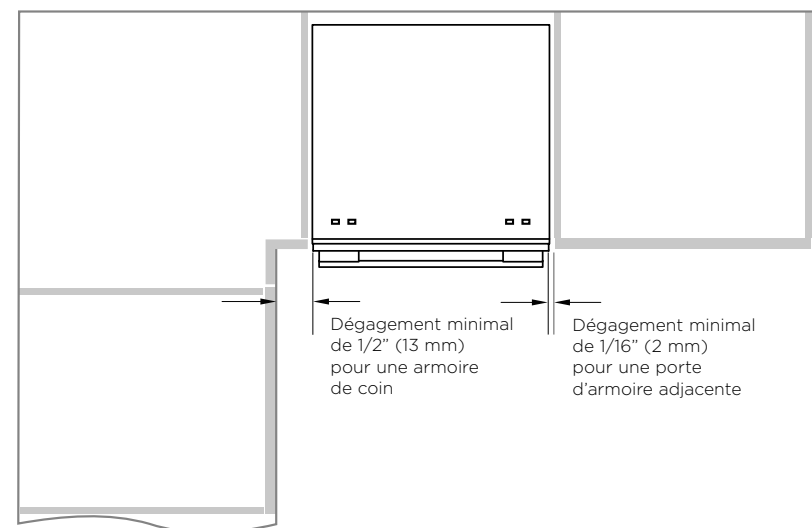 Dégagement minimal
de 1/2” (13 mm)
pour une armoire
de coin
Dégagement minimal
de 1/16” (2 mm)
pour une porte
d’armoire adjacente